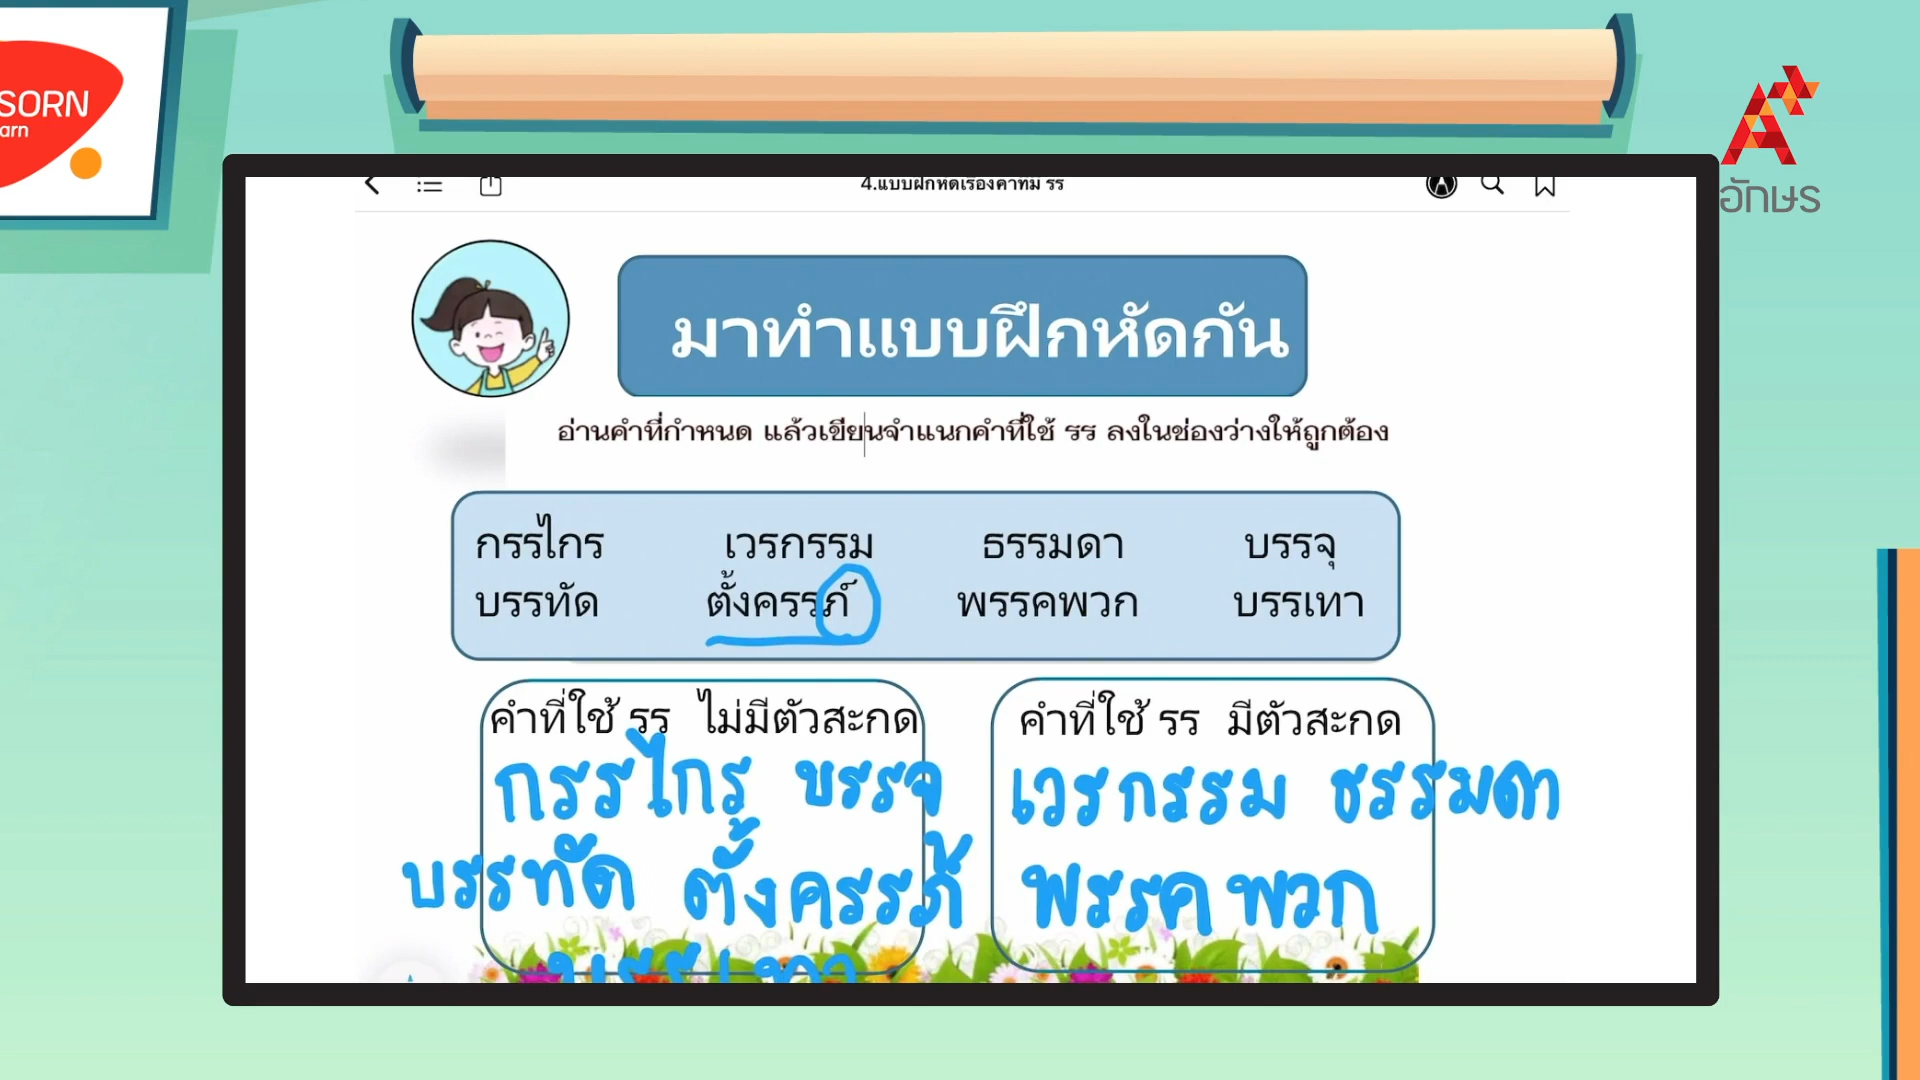 SORN
arn
อักษร
4.แบบฝึกหัดเรื่องคำที่มี รร
มาทำแบบฝึกหัดกัน
อ่านคำที่กำหนด แล้วเขียนจำแนกคำที่ใช้ รร ลงในช่องว่างให้ถูกต้อง
กรรไกร เวรกรรม ธรรมดา บรรจุ
บรรทัด ตั้งครรภ์ พรรคพวก บรรเทา
คำที่ใช้ รร ไม่มีตัวสะกด
กรรไกร บรรจุ
บรรทัด ตั้งครรภ์
บรรเทา
คำที่ใช้ รร มีตัวสะกด
เวรกรรม ธรรมดา
พรรคพวก